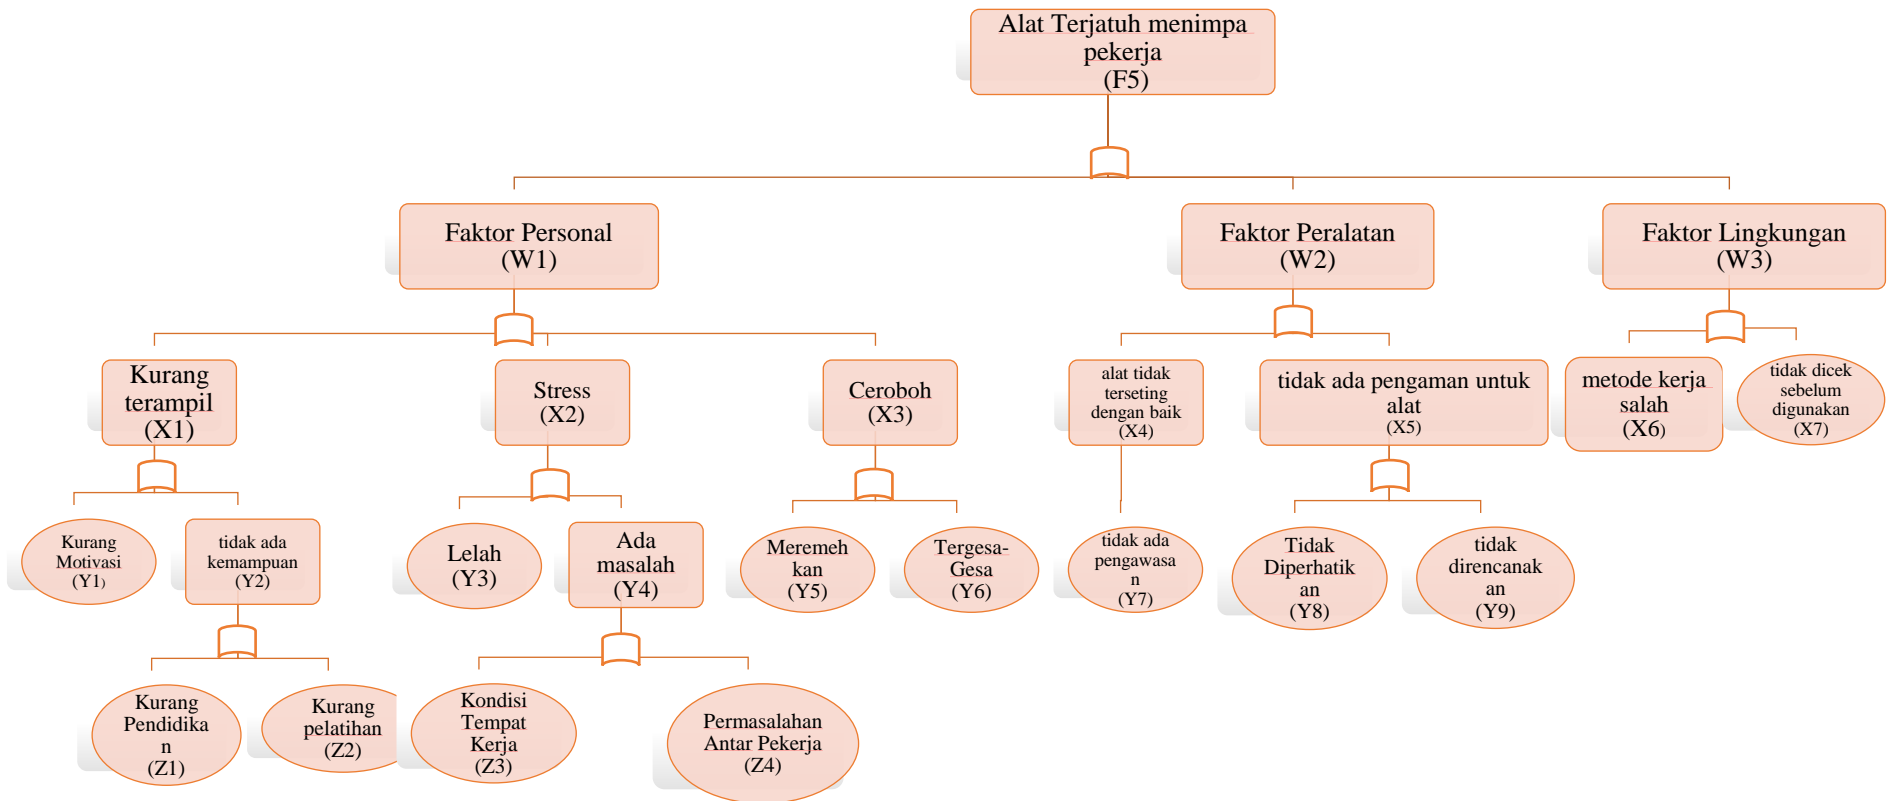 Alat Terjatuh menimpa
pekerja
(F5)
Faktor Personal
(W1)
Faktor Peralatan
(W2)
Faktor Lingkungan
(W3)
Kurang
terampil
(X1)
Stress
(X2)
Ceroboh
(X3)
alat tidak
terseting
dengan baik
(X4)
tidak ada pengaman untuk
alat
(X5)
metode kerja
salah
(X6)
tidak dicek
sebelum
digunakan
(X7)
Kurang
Motivasi
(Y1)
tidak ada
kemampuan
(Y2)
Lelah
(Y3)
Ada
masalah
(Y4)
Meremeh
kan
(Y5)
Tergesa-
Gesa
(Y6)
tidak ada
pengawasa
n
(Y7)
Tidak
Diperhatik
an
(Y8)
tidak
direncanak
an
(Y9)
Kurang
Pendidika
n
(Z1)
Kurang
pelatihan
(Z2)
Kondisi
Tempat
Kerja
(Z3)
Permasalahan
Antar Pekerja
(Z4)